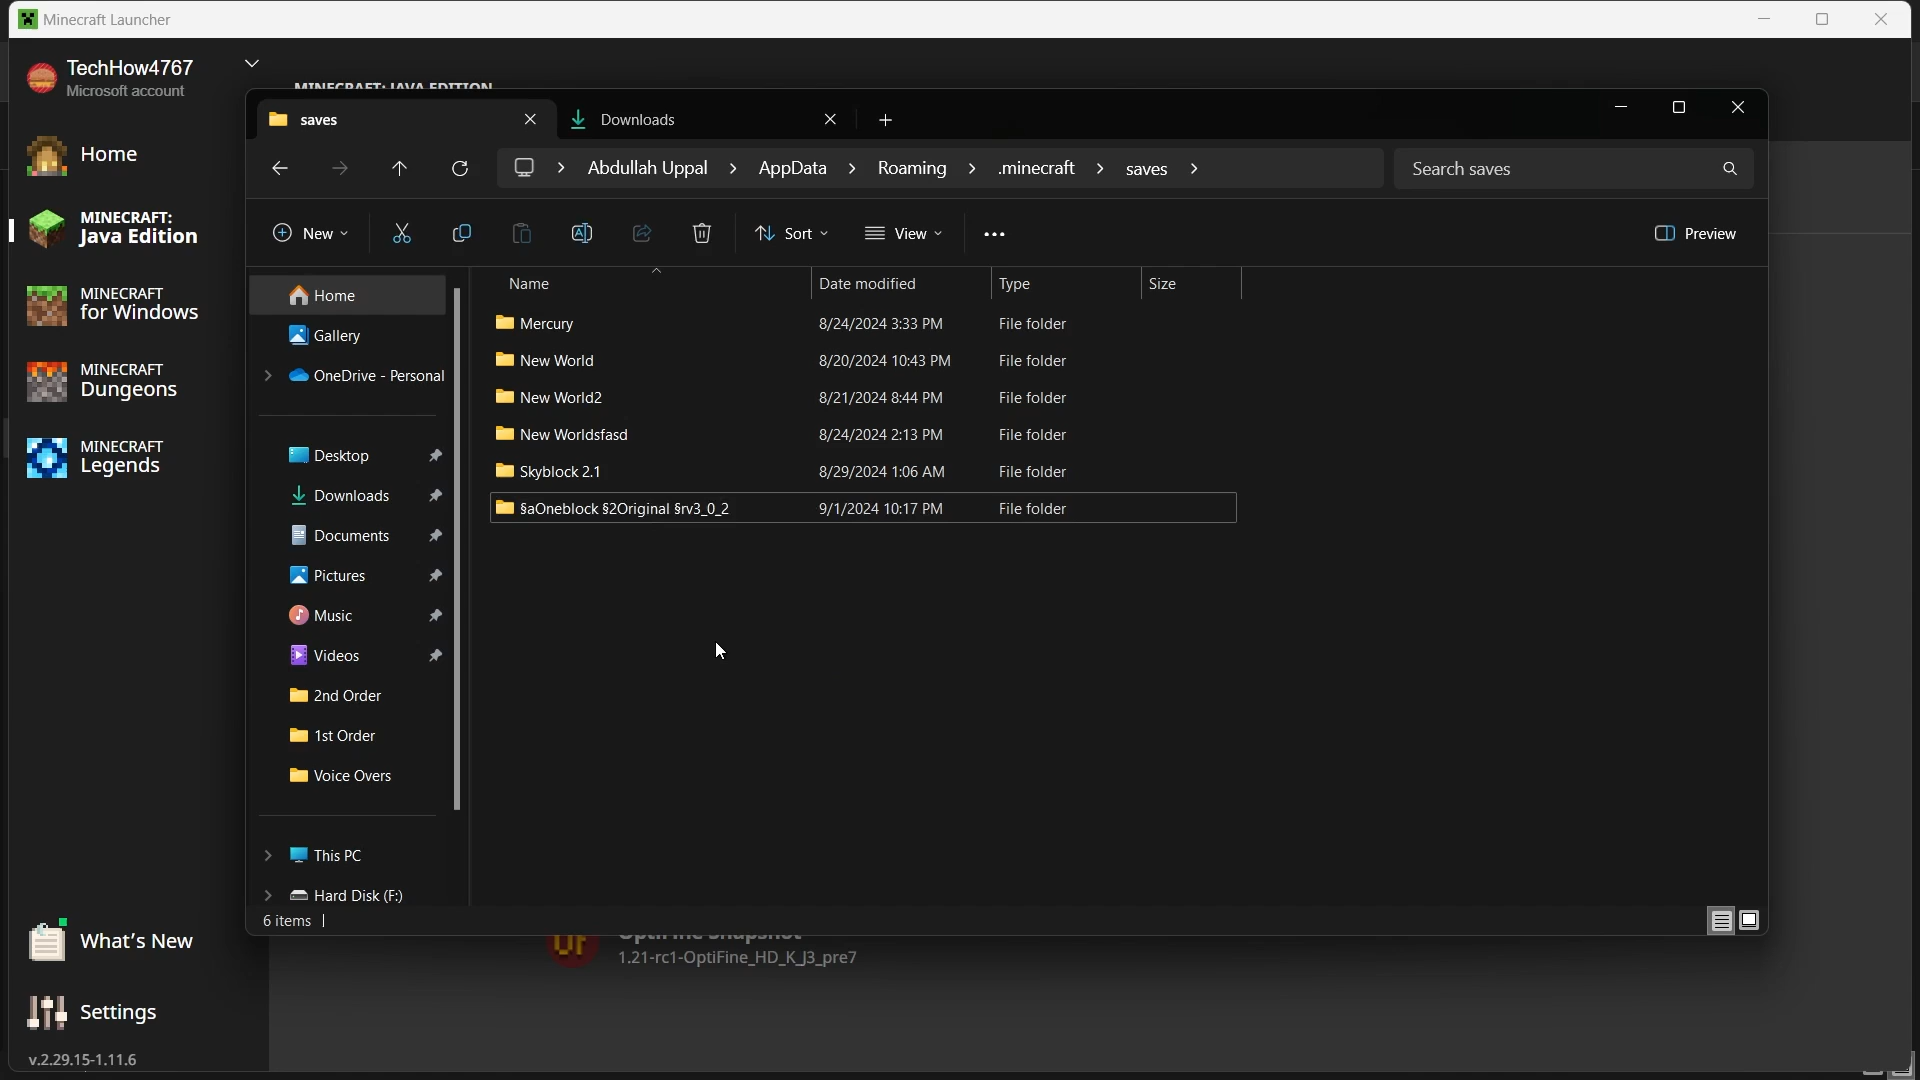 Minecraft Launcher
TechHow4767
Microsoft account
MINECRAFT: JAVA EDITION
Home
MINECRAFT:
Java Edition
MINECRAFT
for Windows
MINECRAFT
Dungeons
MINECRAFT
Legends
What's New
Settings
v.2.29.15-1.11.6
saves
Downloads
Abdullah Uppal > AppData > Roaming > .minecraft > saves >
Search saves
New
Sort
View
Preview
Home
Gallery
OneDrive - Personal
Desktop
Downloads
Documents
Pictures
Music
Videos
2nd Order
1st Order
Voice Overs
This PC
Hard Disk (F:)
Name Date modified Type Size
Mercury 8/24/2024 3:33 PM File folder
New World 8/20/2024 10:43 PM File folder
New World2 8/21/2024 8:44 PM File folder
New Worldsfasd 8/24/2024 2:13 PM File folder
Skyblock 2.1 8/29/2024 1:06 AM File folder
§aOneblock §2Original §rv3_0_2 9/1/2024 10:17 PM File folder
6 items
OptiFine Snapshot
1.21-rc1-OptiFine_HD_K_J3_pre7